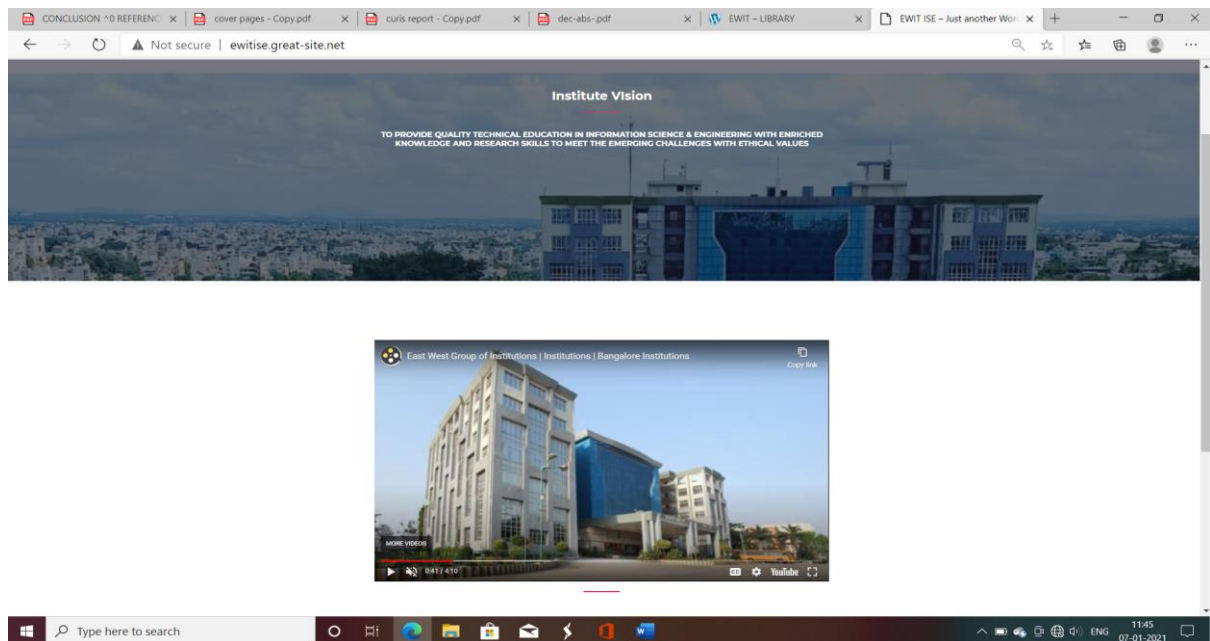 CONCLUSION ^0 REFERENC
cover pages - Copy.pdf
curis report - Copy.pdf
dec-abs-.pdf
EWIT – LIBRARY
EWIT ISE – Just another Wor
Not secure | ewitise.great-site.net
Institute VIsion
TO PROVIDE QUALITY TECHNICAL EDUCATION IN INFORMATION SCIENCE & ENGINEERING WITH ENRICHED
KNOWLEDGE AND RESEARCH SKILLS TO MEET THE EMERGING CHALLENGES WITH ETHICAL VALUES
East West Group of Institutions | Institutions | Bangalore Institutions
Copy link
MORE VIDEOS
0:41 / 4:10
CC
YouTube
Type here to search
ENG
11:45
07-01-2021